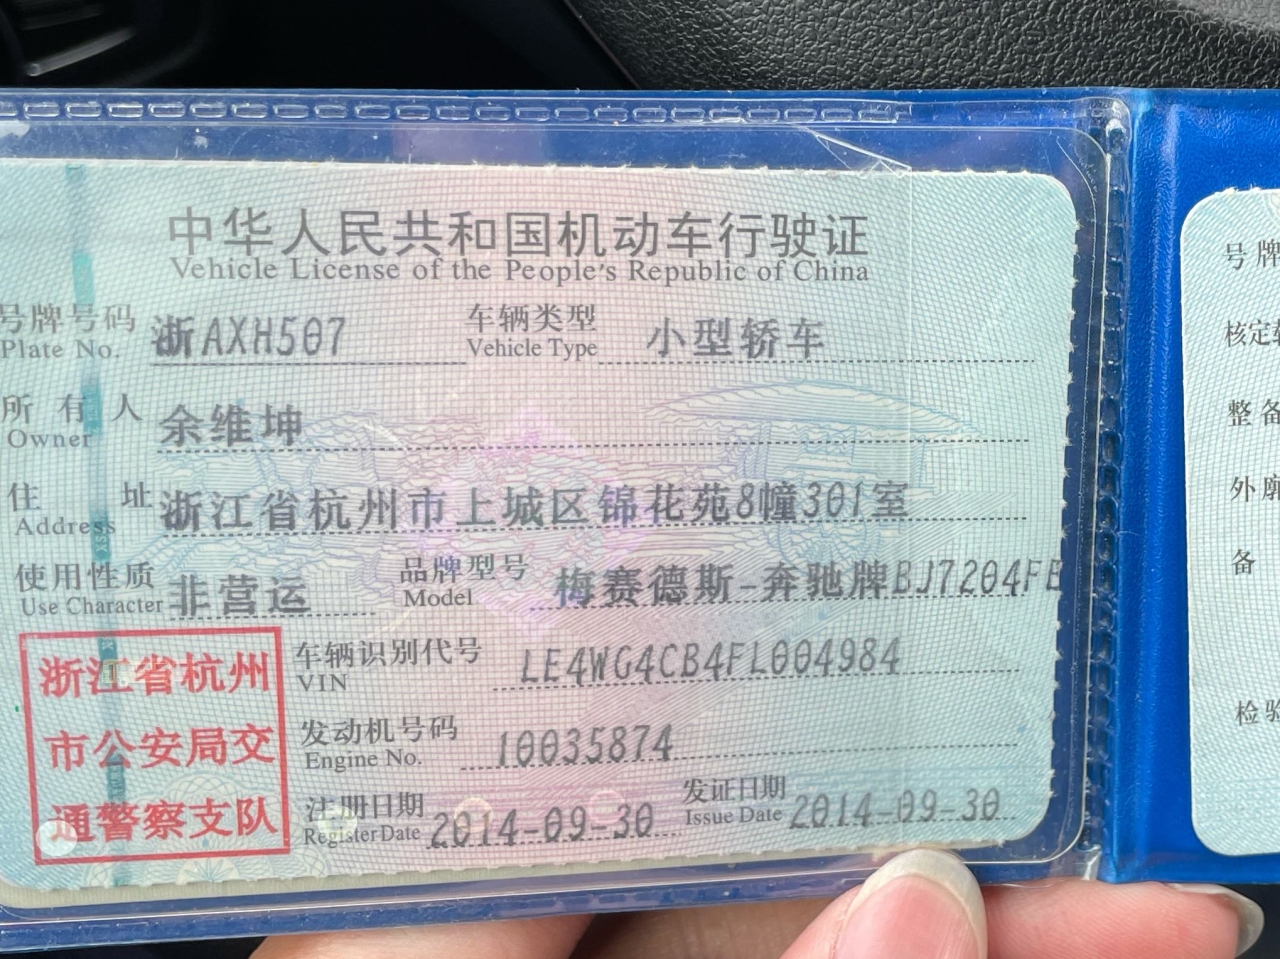 中华人民共和国机动车行驶证
Vehicle License of the People's Republic of China
号牌号码 浙AXH507 车辆类型 小型轿车
Plate No. Vehicle Type
所有人 余维坤
Owner
住址 浙江省杭州市上城区锦花苑8幢301室
Address
使用性质 非营运 品牌型号 梅赛德斯-奔驰牌BJ7204FE
Use Character Model
浙江省杭州
市公安局交
通警察支队
车辆识别代号 LE4WG4CB4FL004984
VIN
发动机号码 10035874
Engine No.
注册日期 2014-09-30 发证日期 2014-09-30
Register Date Issue Date
号牌
核定
整备
外廓
备
检验